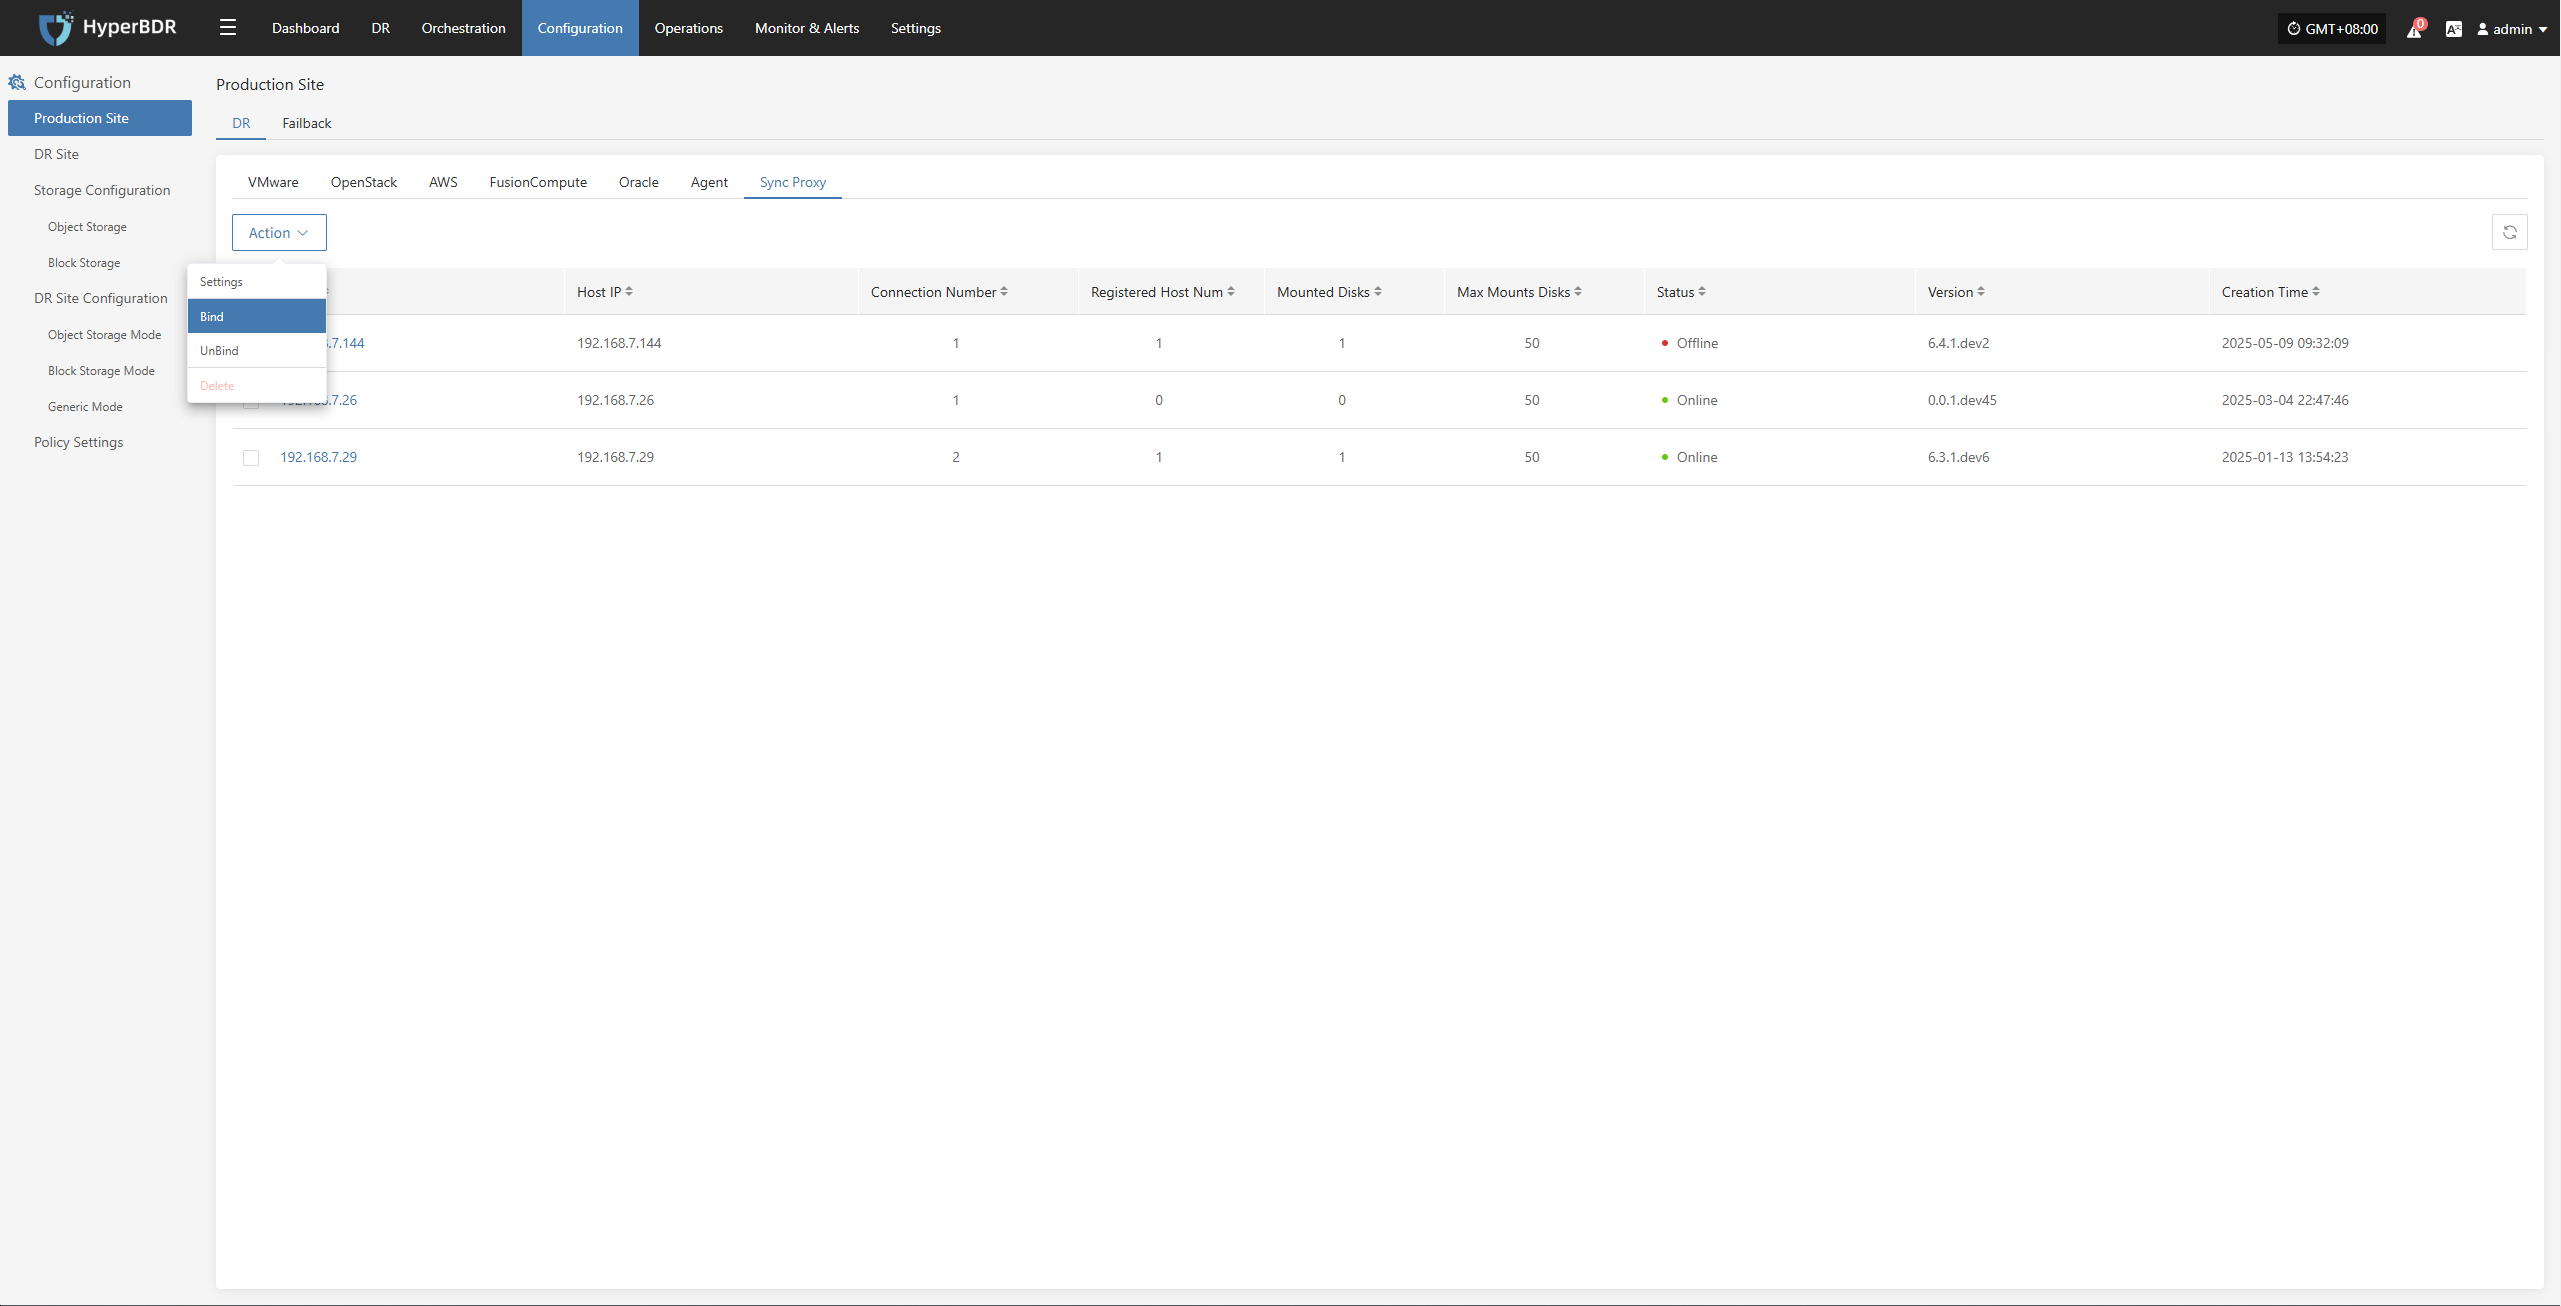 HyperBDR Dashboard DR Orchestration Configuration Operations Monitor & Alerts Settings GMT+08:00 0 admin
Configuration
Production Site
DR Site
Storage Configuration
Object Storage
Block Storage
DR Site Configuration
Object Storage Mode
Block Storage Mode
Generic Mode
Policy Settings
Production Site
DR Failback
VMware OpenStack AWS FusionCompute Oracle Agent Sync Proxy
Action
Settings
Bind
UnBind
Delete
Host IP Connection Number Registered Host Num Mounted Disks Max Mounts Disks Status Version Creation Time
.7.144 192.168.7.144 1 1 1 50 Offline 6.4.1.dev2 2025-05-09 09:32:09
.7.26 192.168.7.26 1 0 0 50 Online 0.0.1.dev45 2025-03-04 22:47:46
192.168.7.29 192.168.7.29 2 1 1 50 Online 6.3.1.dev6 2025-01-13 13:54:23